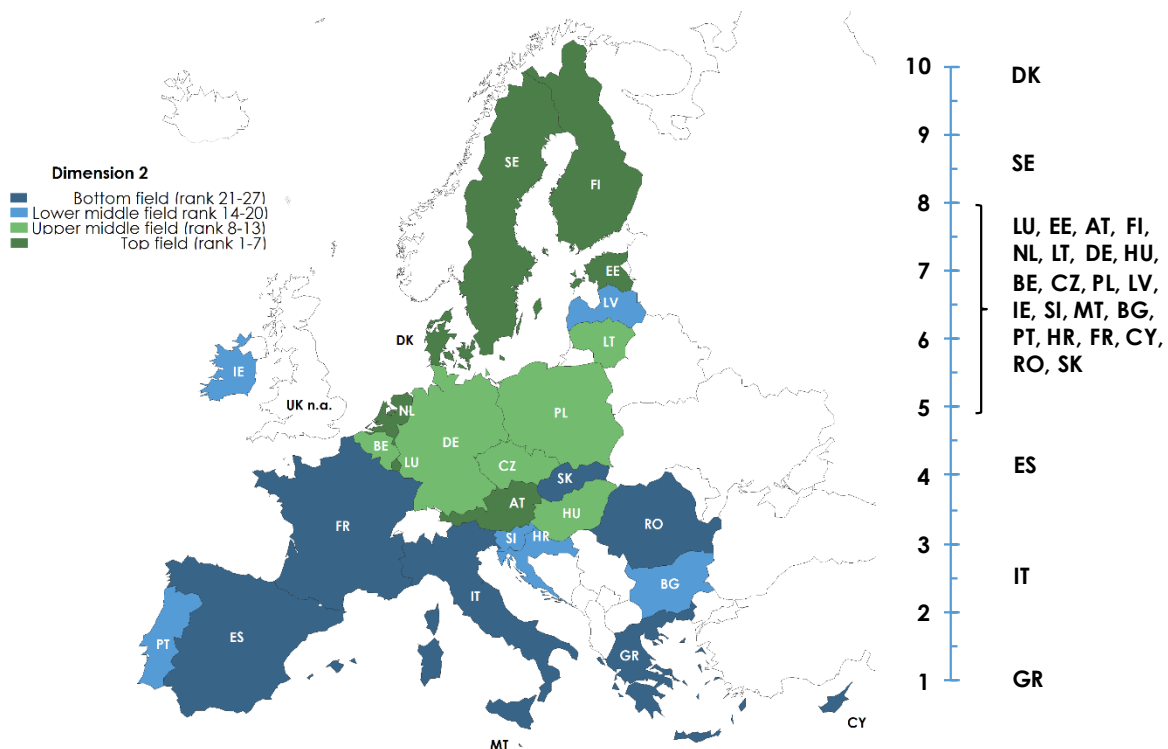 Dimension 2
Bottom field (rank 21-27)
Lower middle field rank 14-20)
Upper middle field (rank 8-13)
Top field (rank 1-7)
SE
FI
EE
LV
LT
DK
IE
UK n.a.
NL
BE
LU
DE
PL
CZ
SK
AT
HU
FR
SI
HR
RO
BG
IT
PT
ES
GR
MT
CY
10
9
8
7
6
5
4
3
2
1
DK
SE
LU, EE, AT, FI,
NL, LT, DE, HU,
BE, CZ, PL, LV,
IE, SI, MT, BG,
PT, HR, FR, CY,
RO, SK
ES
IT
GR